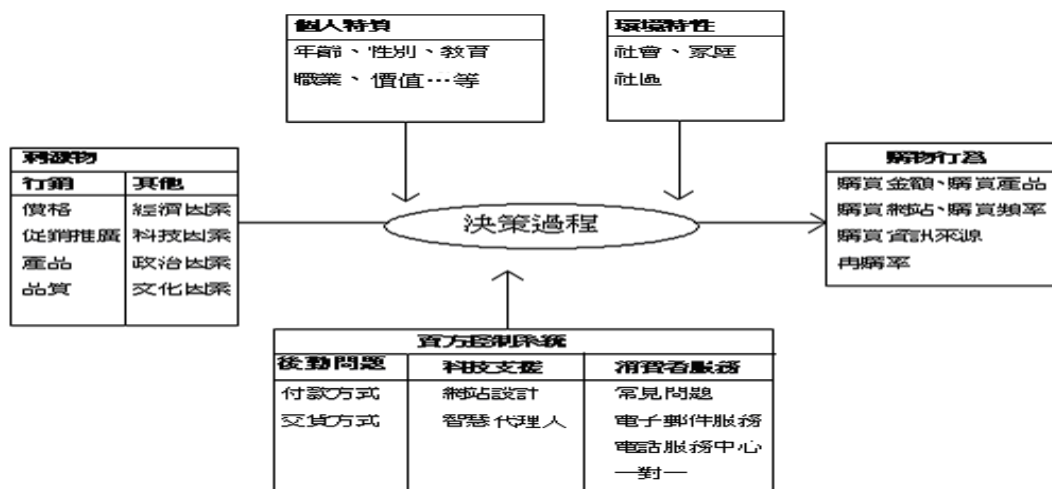 個人特質
年齡、性別、教育
職業、價值…等
環境特性
社會、家庭
社區
刺激物
行銷 其他
價格 經濟因素
促銷推廣 科技因素
產品 政治因素
品質 文化因素
決策過程
購物行為
購買金額、購買產品
購買網站、購買頻率
購買資訊來源
再購率
賣方控制系統
後勤問題 科技支援 消費者服務
付款方式 網站設計 常見問題
交貨方式 智慧代理人 電子郵件服務
電話服務中心
一對一